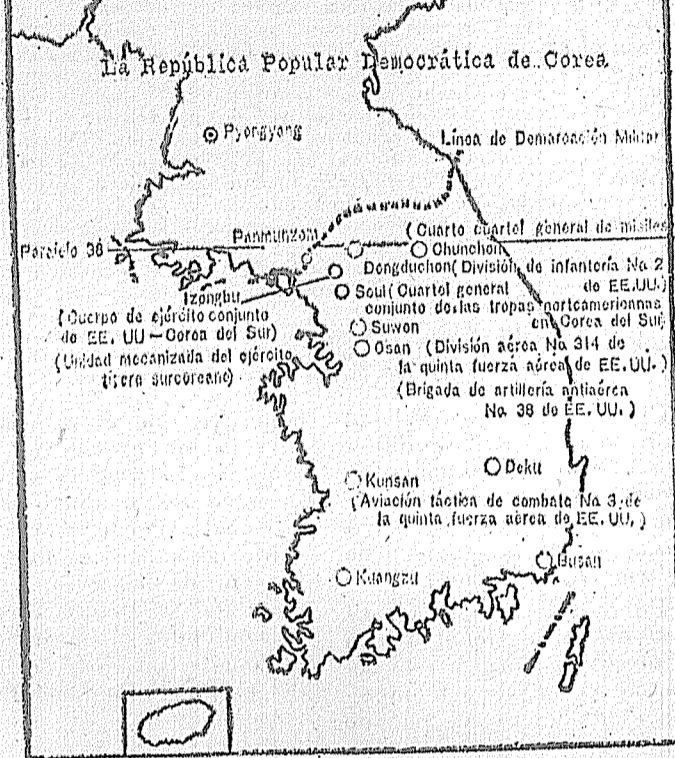 La República Popular Democrática de Corea
Pyongyang
Línea de Demarcación Militar
(Cuarto cuartel general de misiles
Panmunzom
Paralelo 38
Chunchon
Dongduchon (División de infantería No 2
de EE.UU.)
Izongbu
Seul (Cuartel general
conjunto de las tropas norteamericanas
en Corea del Sur)
(Cuerpo de ejército conjunto
de EE. UU-Corea del Sur)
(Unidad mecanizada del ejército
títere surcoreano)
Suwon
Osan (División aérea No 314 de
la quinta fuerza aérea de EE.UU.)
(Brigada de artillería antiaérea
No. 38 de EE. UU.)
Deku
Kunsan
(Aviación táctica de combate No 3 de
la quinta fuerza aérea de EE. UU.)
Busan
Kuangzu